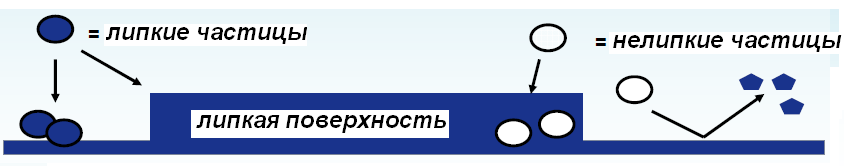 = липкие частицы
= нелипкие частицы
липкая поверхность